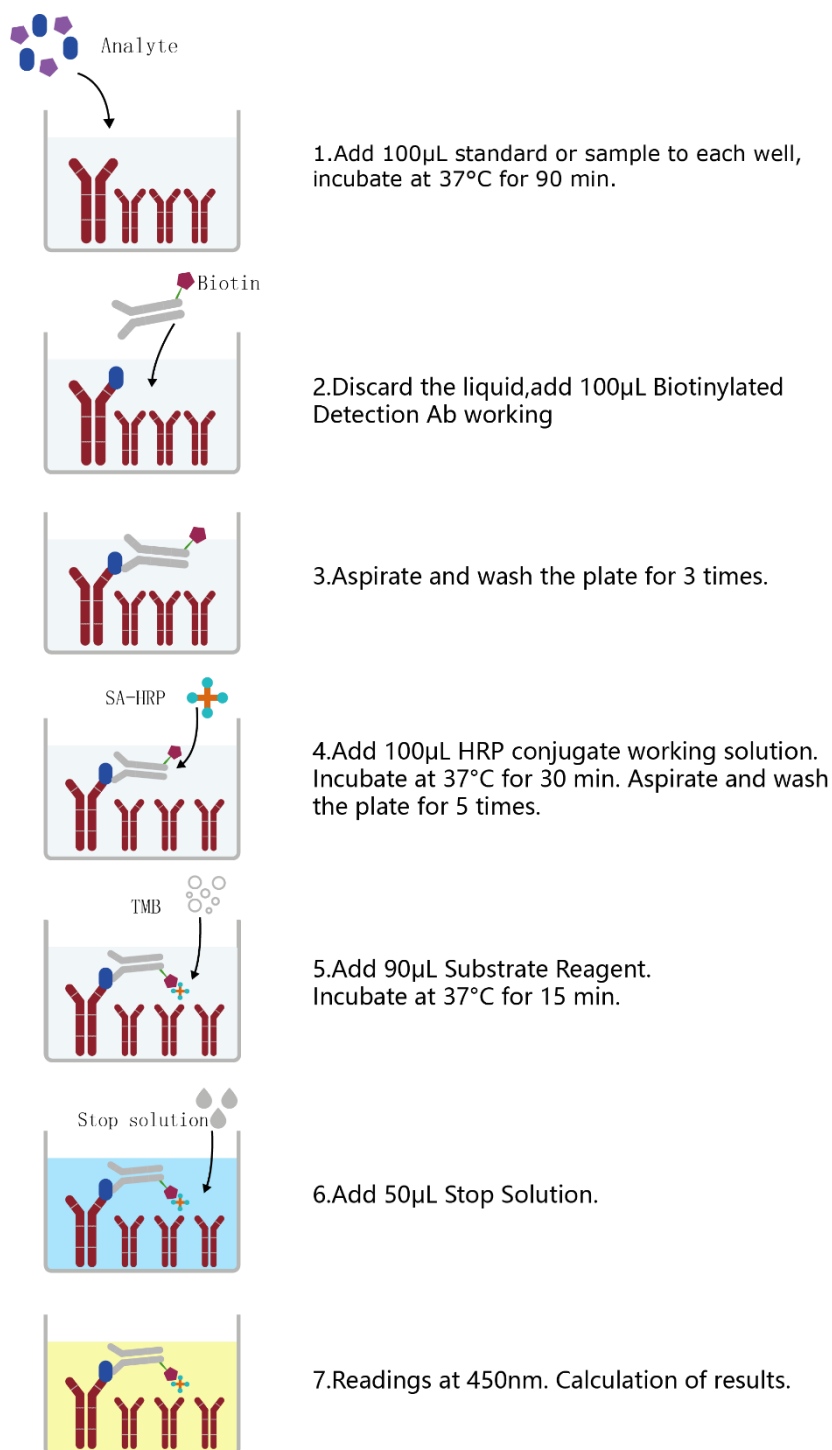 Analyte
1.Add 100µL standard or sample to each well,
incubate at 37°C for 90 min.
Biotin
2.Discard the liquid,add 100µL Biotinylated
Detection Ab working
3.Aspirate and wash the plate for 3 times.
SA-HRP
4.Add 100µL HRP conjugate working solution.
Incubate at 37°C for 30 min. Aspirate and wash
the plate for 5 times.
TMB
5.Add 90µL Substrate Reagent.
Incubate at 37°C for 15 min.
Stop solution
6.Add 50µL Stop Solution.
7.Readings at 450nm. Calculation of results.